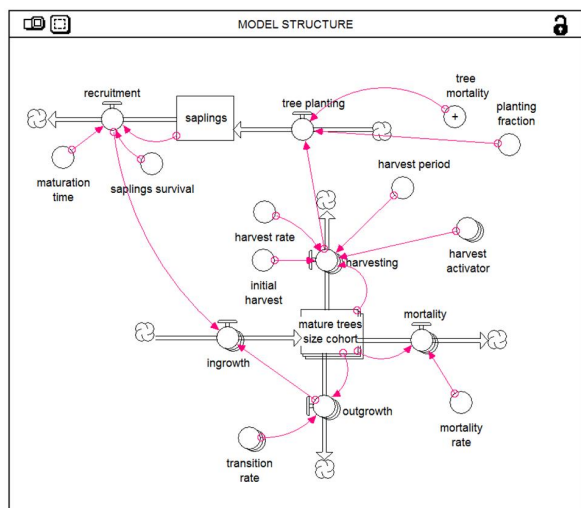 MODEL STRUCTURE
recruitment
saplings
tree planting
tree
mortality
+
planting
fraction
maturation
time
saplings survival
harvest period
harvest rate
harvesting
harvest
activator
initial
harvest
mature trees
size cohort
mortality
ingrowth
outgrowth
mortality
rate
transition
rate